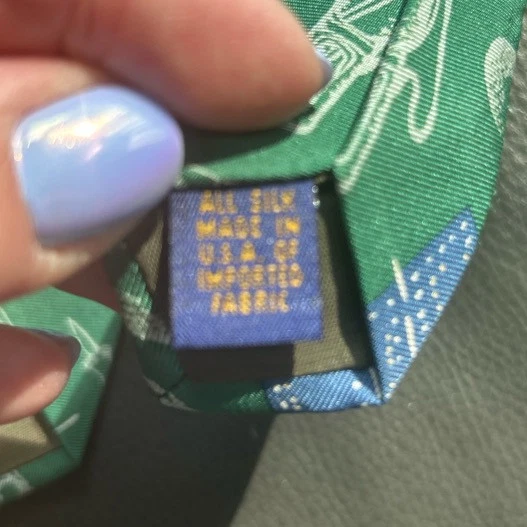 ALL SILK
MADE IN
U.S.A. OF
IMPORTED
FABRIC